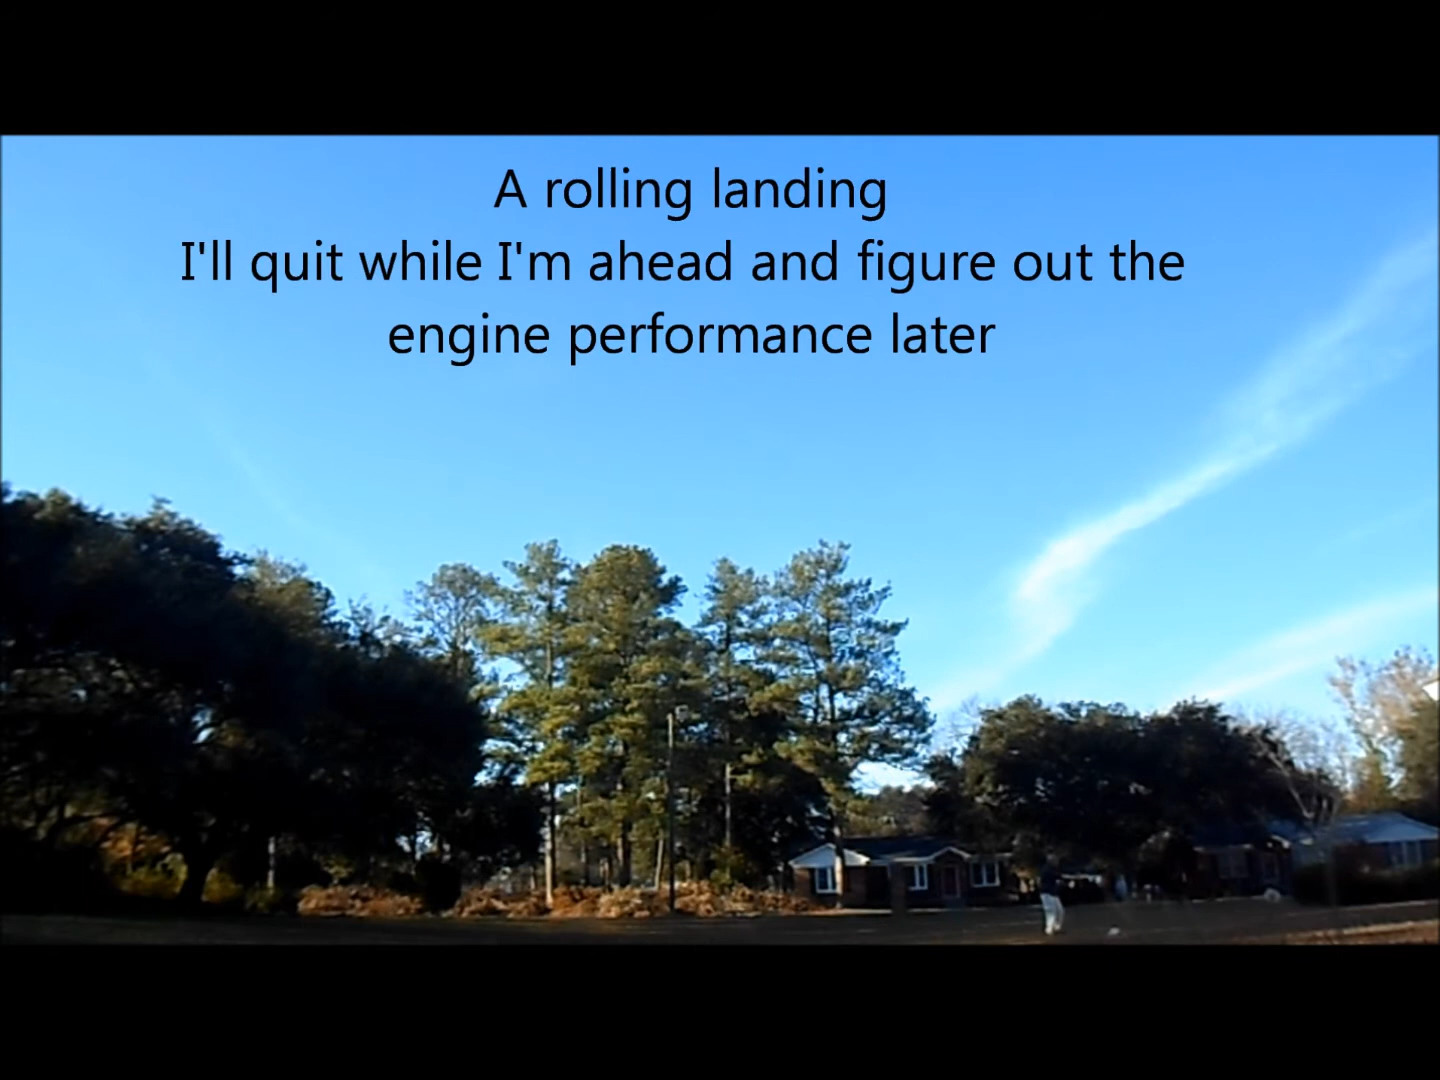 A rolling landing
I'll quit while I'm ahead and figure out the
engine performance later